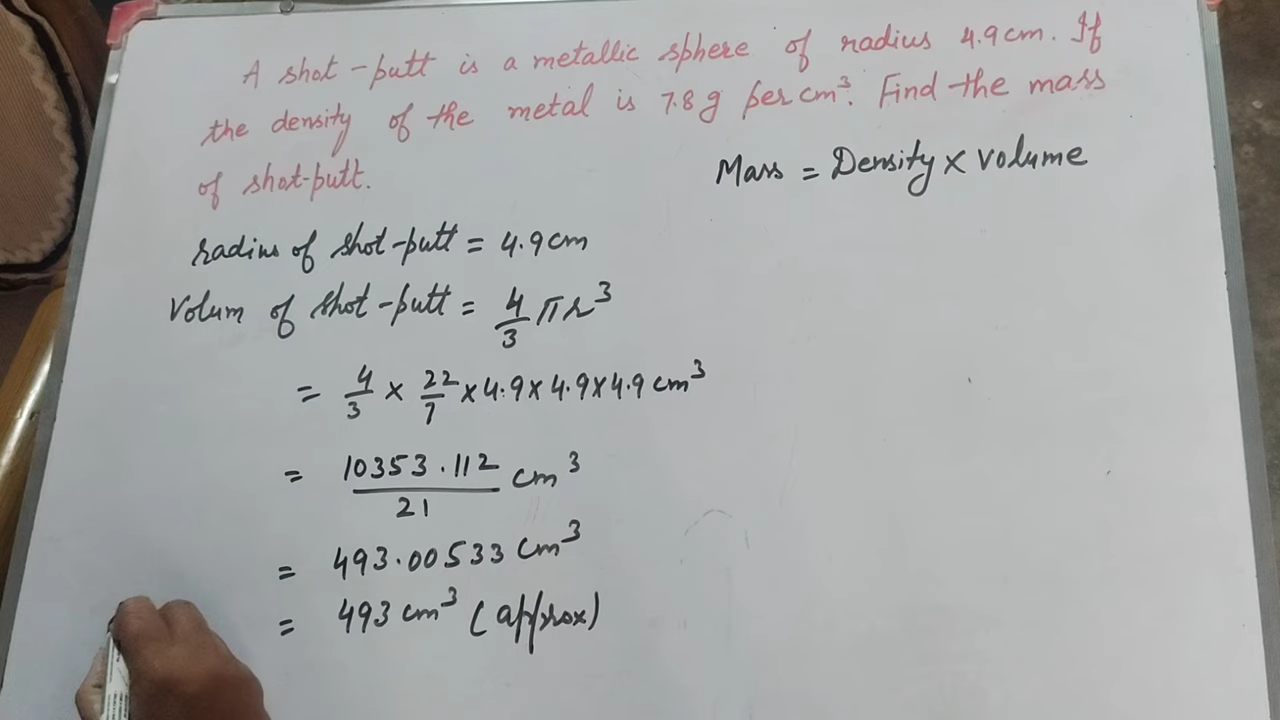 A shot-putt is a metallic sphere of radius 4.9cm. If
the density of the metal is 7.8g per cm³. Find the mass
of shot-putt.
Mass = Density × volume
radius of shot-putt = 4.9cm
Volum of shot-putt = 4/3 πr³
= 4/3 × 22/7 × 4.9 × 4.9 × 4.9 cm³
= 10353.112/21 cm³
= 493.00533 cm³
= 493 cm³ (approx)